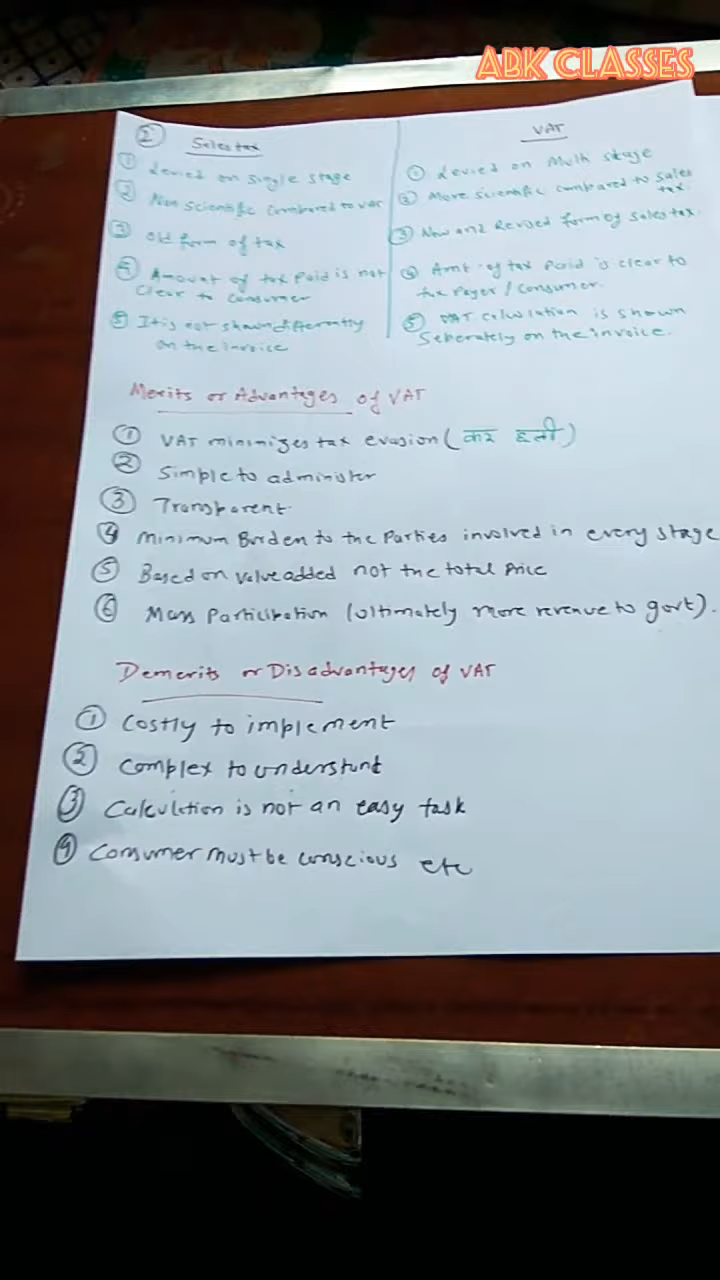 ABK CLASSES
② Sales tax
① Levied on single stage
② Non scientific compared to VAT
③ Old form of tax
④ Amount of tax Paid is not
clear to consumer
⑤ It is not shown differently
on the invoice
VAT
① Levied on Multi stage
② More scientific compared to sales
tax.
③ New and Revised form of sales tax.
④ Amt. of tax paid is clear to
tax payer / consumer.
⑤ VAT calculation is shown
Seberately on the invoice.
Merits or Advantages of VAT
① VAT minimizes tax evasion (कर छली)
② Simple to administer
③ Transparent.
④ Minimum Burden to the Parties involved in every stage
⑤ Based on value added not the total Price
⑥ Mass Participation (ultimately more revenue to govt).
Demerits or Disadvantages of VAT
① Costly to implement
② Complex to understand
③ Calculation is not an easy task
④ Consumer must be conscious etc